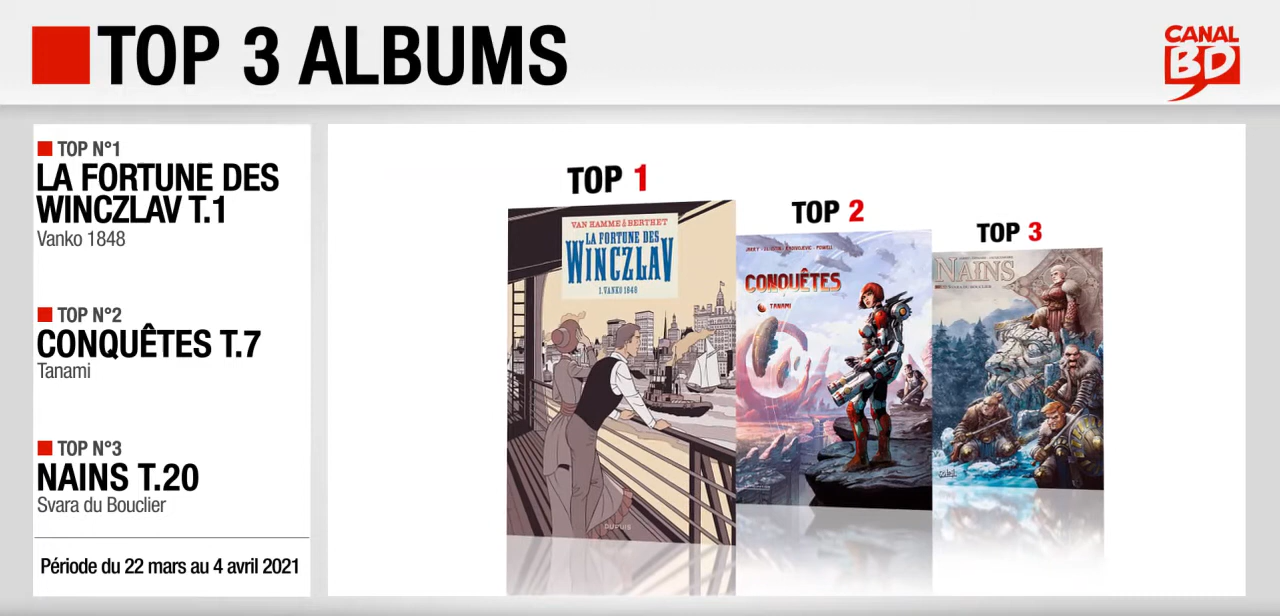 TOP 3 ALBUMS
CANAL
BD
TOP N°1
LA FORTUNE DES
WINCZLAV T.1
Vanko 1848
TOP N°2
CONQUÊTES T.7
Tanami
TOP N°3
NAINS T.20
Svara du Bouclier
Période du 22 mars au 4 avril 2021
TOP 1
VAN HAMME & BERTHET
LA FORTUNE DES
WINCZLAV
1. VANKO 1848
DUPUIS
TOP 2
CONQUÊTES
TANAMI
TOP 3
NAINS